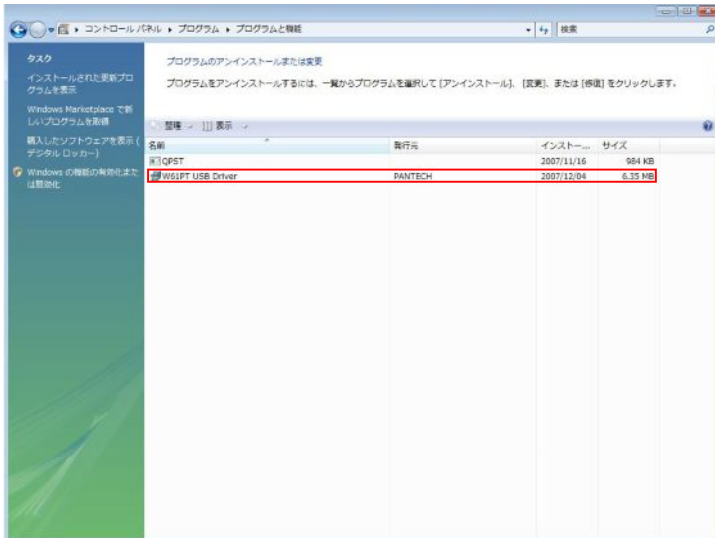 コントロール パネル ▸ プログラム ▸ プログラムと機能
検索
タスク
インストールされた更新プロ
グラムを表示
Windows Marketplace で新
しいプログラムを取得
購入したソフトウェアを表示 (
デジタル ロッカー)
Windows の機能の有効化また
は無効化
プログラムのアンインストールまたは変更
プログラムをアンインストールするには、一覧からプログラムを選択して [アンインストール]、[変更]、または [修復] をクリックします。
整理 表示
名前 発行元 インストー... サイズ
QPST 2007/11/16 984 KB
W61PT USB Driver PANTECH 2007/12/04 6.35 MB